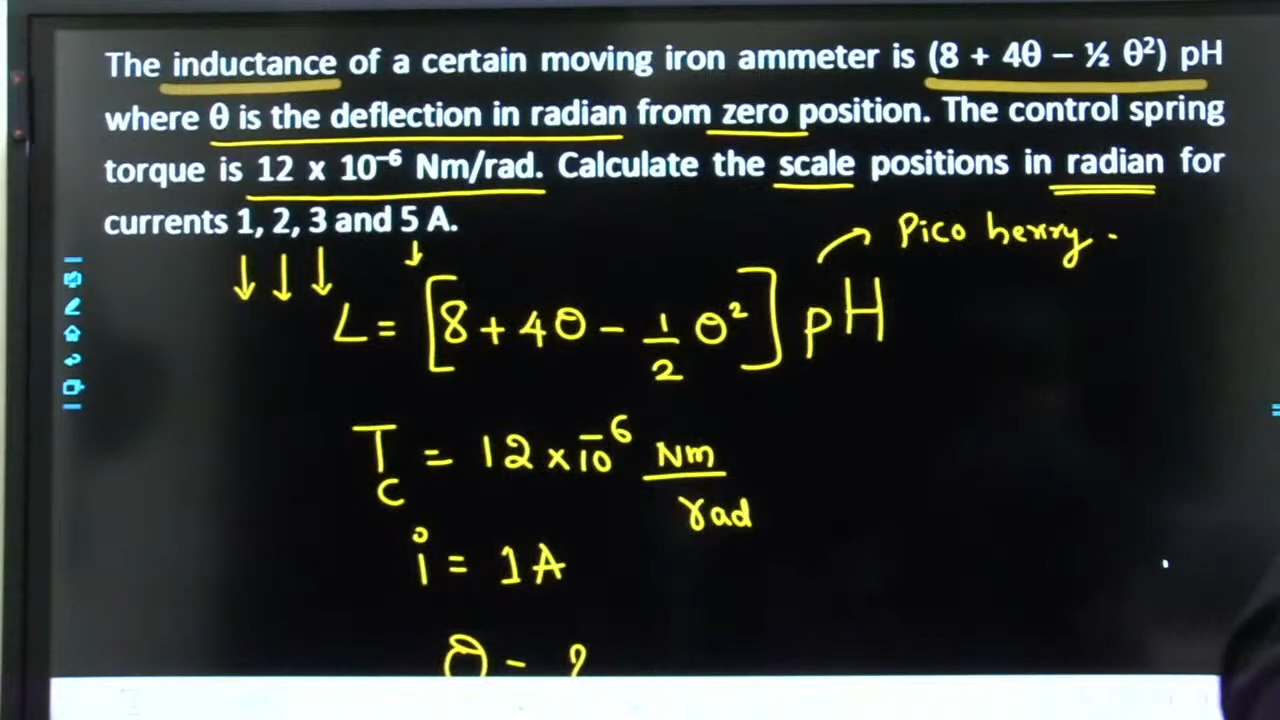 The inductance of a certain moving iron ammeter is (8 + 4θ – ½ θ²) pH
where θ is the deflection in radian from zero position. The control spring
torque is 12 x 10⁻⁶ Nm/rad. Calculate the scale positions in radian for
currents 1, 2, 3 and 5 A.
Pico henry.
L = [8 + 4θ - 1/2 θ²] pH
T_C = 12 × 10⁻⁶ Nm/rad
i = 1A
θ - ?